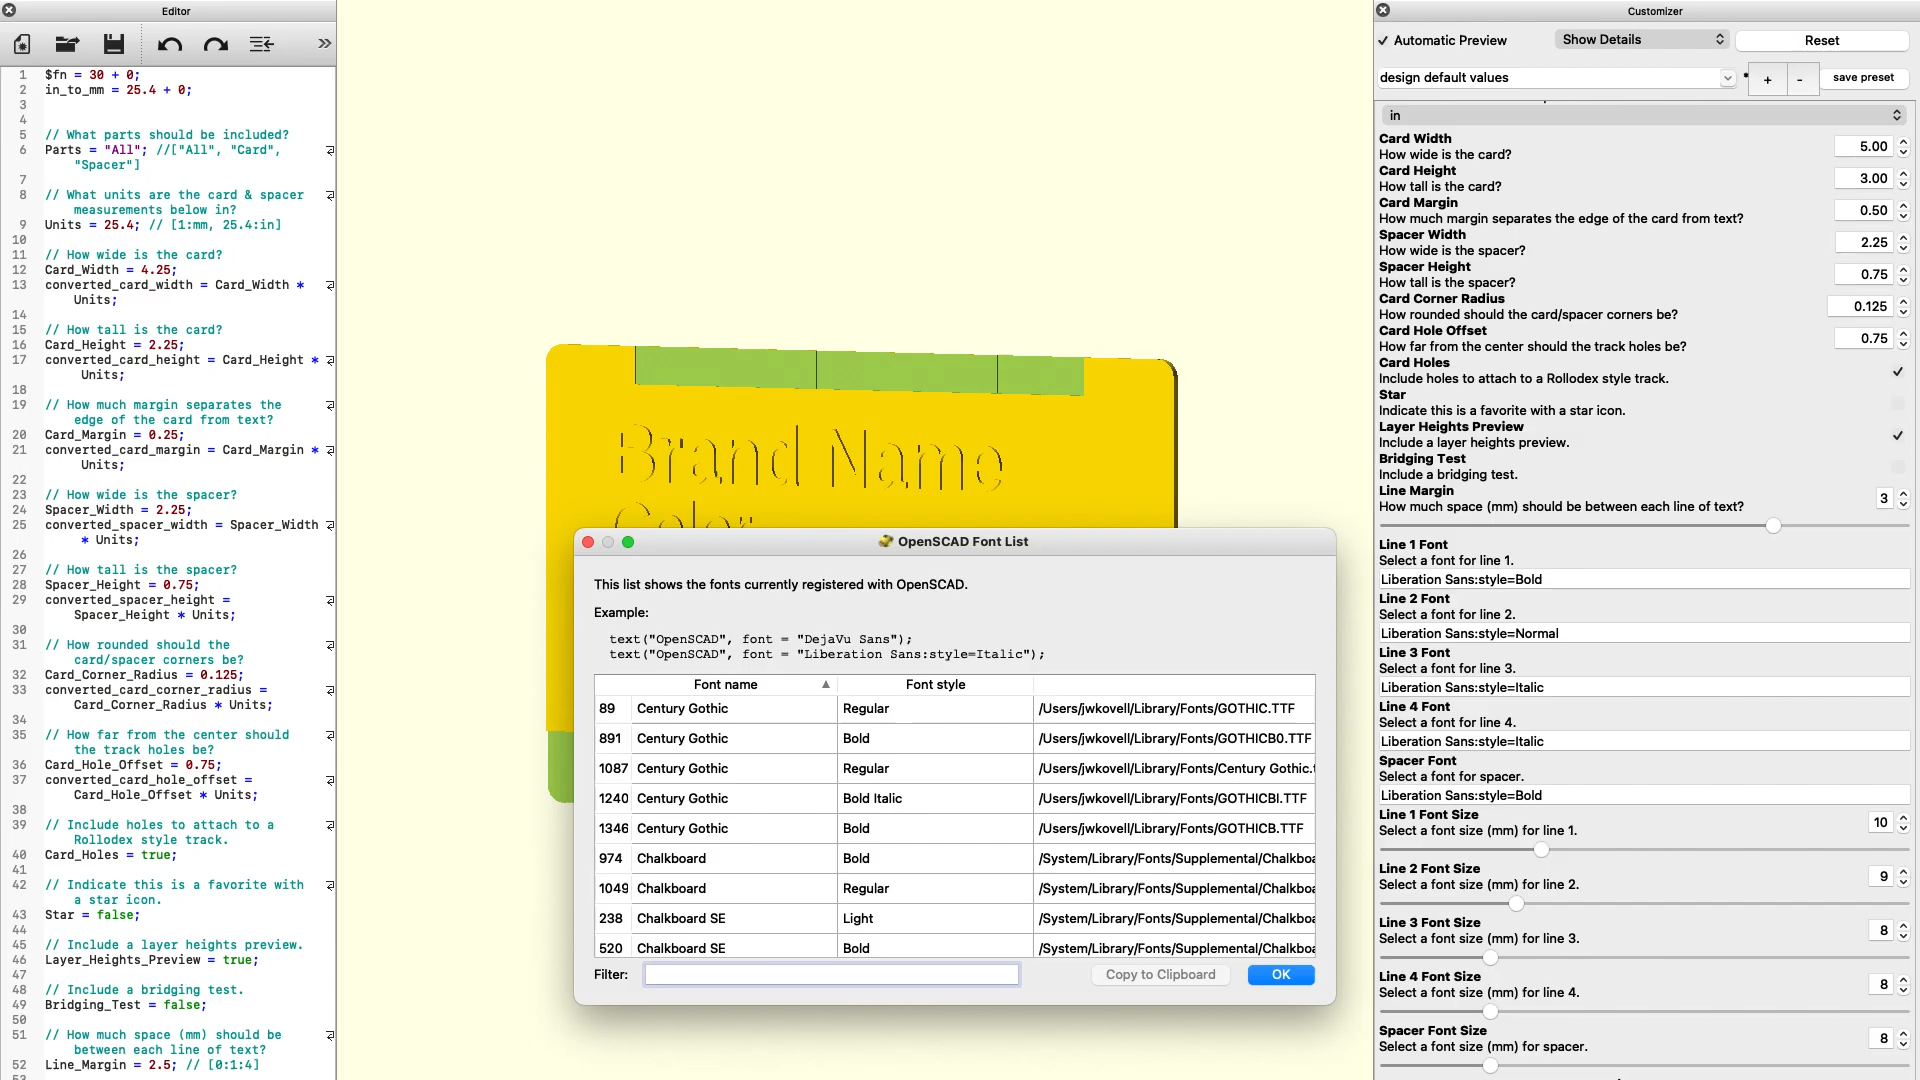 Editor
1 $fn = 30 + 0;
2 in_to_mm = 25.4 + 0;
3
4
5 // What parts should be included?
6 Parts = "All"; //["All", "Card",
"Spacer"]
7
8 // What units are the card & spacer
measurements below in?
9 Units = 25.4; // [1:mm, 25.4:in]
10
11 // How wide is the card?
12 Card_Width = 4.25;
13 converted_card_width = Card_Width *
Units;
14
15 // How tall is the card?
16 Card_Height = 2.25;
17 converted_card_height = Card_Height *
Units;
18
19 // How much margin separates the
edge of the card from text?
20 Card_Margin = 0.25;
21 converted_card_margin = Card_Margin *
Units;
22
23 // How wide is the spacer?
24 Spacer_Width = 2.25;
25 converted_spacer_width = Spacer_Width
* Units;
26
27 // How tall is the spacer?
28 Spacer_Height = 0.75;
29 converted_spacer_height =
Spacer_Height * Units;
30
31 // How rounded should the
card/spacer corners be?
32 Card_Corner_Radius = 0.125;
33 converted_card_corner_radius =
Card_Corner_Radius * Units;
34
35 // How far from the center should
the track holes be?
36 Card_Hole_Offset = 0.75;
37 converted_card_hole_offset =
Card_Hole_Offset * Units;
38
39 // Include holes to attach to a
Rollodex style track.
40 Card_Holes = true;
41
42 // Indicate this is a favorite with
a star icon.
43 Star = false;
44
45 // Include a layer heights preview.
46 Layer_Heights_Preview = true;
47
48 // Include a bridging test.
49 Bridging_Test = false;
50
51 // How much space (mm) should be
between each line of text?
52 Line_Margin = 2.5; // [0:1:4]
53
Brand Name
Color
OpenSCAD Font List
This list shows the fonts currently registered with OpenSCAD.
Example:
text("OpenSCAD", font = "DejaVu Sans");
text("OpenSCAD", font = "Liberation Sans:style=Italic");
Font name Font style
89 Century Gothic Regular /Users/jwkovell/Library/Fonts/GOTHIC.TTF
891 Century Gothic Bold /Users/jwkovell/Library/Fonts/GOTHICB0.TTF
1087 Century Gothic Regular /Users/jwkovell/Library/Fonts/Century Gothic.t
1240 Century Gothic Bold Italic /Users/jwkovell/Library/Fonts/GOTHICBI.TTF
1346 Century Gothic Bold /Users/jwkovell/Library/Fonts/GOTHICB.TTF
974 Chalkboard Bold /System/Library/Fonts/Supplemental/Chalkboa
1049 Chalkboard Regular /System/Library/Fonts/Supplemental/Chalkboa
238 Chalkboard SE Light /System/Library/Fonts/Supplemental/Chalkboa
520 Chalkboard SE Bold /System/Library/Fonts/Supplemental/Chalkboa
Filter: Copy to Clipboard OK
Customizer
Automatic Preview Show Details Reset
design default values * + - save preset
in
Card Width
How wide is the card? 5.00
Card Height
How tall is the card? 3.00
Card Margin
How much margin separates the edge of the card from text? 0.50
Spacer Width
How wide is the spacer? 2.25
Spacer Height
How tall is the spacer? 0.75
Card Corner Radius
How rounded should the card/spacer corners be? 0.125
Card Hole Offset
How far from the center should the track holes be? 0.75
Card Holes
Include holes to attach to a Rollodex style track.
Star
Indicate this is a favorite with a star icon.
Layer Heights Preview
Include a layer heights preview.
Bridging Test
Include a bridging test.
Line Margin
How much space (mm) should be between each line of text? 3
Line 1 Font
Select a font for line 1.
Liberation Sans:style=Bold
Line 2 Font
Select a font for line 2.
Liberation Sans:style=Normal
Line 3 Font
Select a font for line 3.
Liberation Sans:style=Italic
Line 4 Font
Select a font for line 4.
Liberation Sans:style=Italic
Spacer Font
Select a font for spacer.
Liberation Sans:style=Bold
Line 1 Font Size
Select a font size (mm) for line 1. 10
Line 2 Font Size
Select a font size (mm) for line 2. 9
Line 3 Font Size
Select a font size (mm) for line 3. 8
Line 4 Font Size
Select a font size (mm) for line 4. 8
Spacer Font Size
Select a font size (mm) for spacer. 8